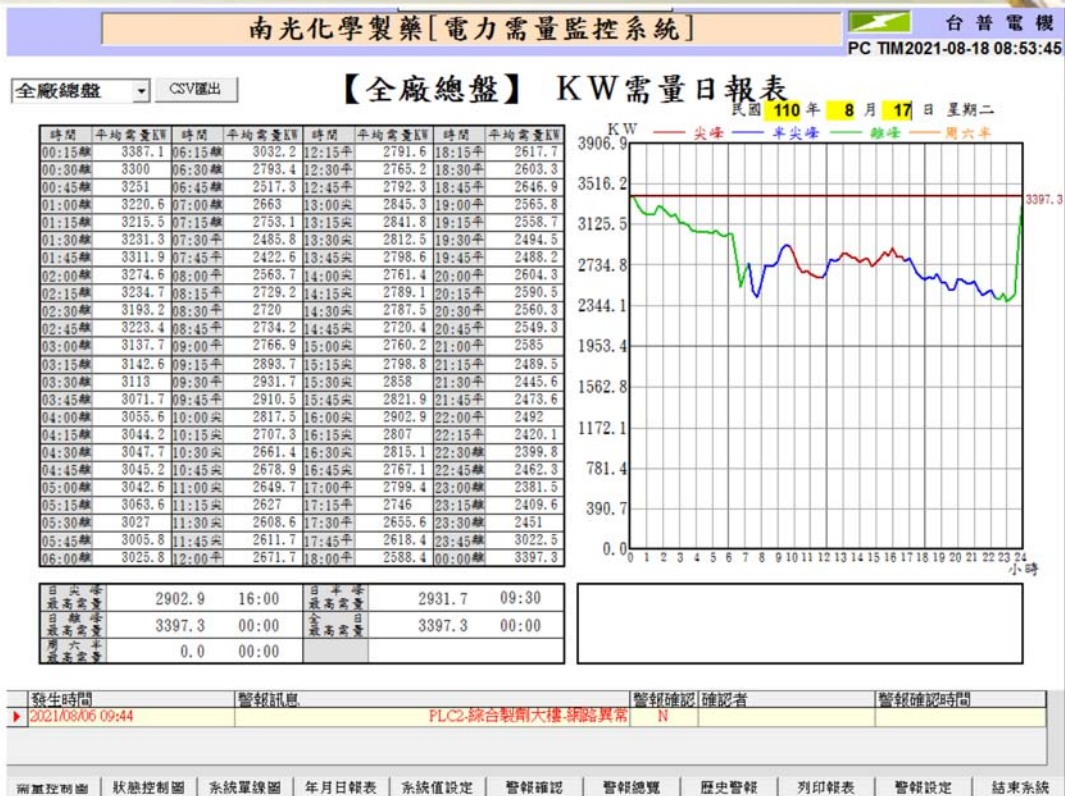 南光化學製藥[電力需量監控系統]
台普電機
PC TIM2021-08-18 08:53:45
全廠總盤 CSV匯出 【全廠總盤】 KW需量日報表
民國 110 年 8 月 17 日 星期二
時間 平均需量KW 時間 平均需量KW 時間 平均需量KW 時間 平均需量KW
00:15離 3387.1 06:15離 3032.2 12:15平 2791.6 18:15平 2617.7
00:30離 3300 06:30離 2793.4 12:30平 2765.2 18:30平 2603.3
00:45離 3251 06:45離 2517.3 12:45平 2792.3 18:45平 2646.9
01:00離 3220.6 07:00離 2663 13:00尖 2845.3 19:00平 2565.8
01:15離 3215.5 07:15離 2753.1 13:15尖 2841.8 19:15平 2558.7
01:30離 3231.3 07:30平 2485.8 13:30尖 2812.5 19:30平 2494.5
01:45離 3311.9 07:45平 2422.6 13:45尖 2798.6 19:45平 2488.2
02:00離 3274.6 08:00平 2563.7 14:00尖 2761.4 20:00平 2604.3
02:15離 3234.7 08:15平 2729.2 14:15尖 2789.1 20:15平 2590.5
02:30離 3193.2 08:30平 2720 14:30尖 2787.5 20:30平 2560.3
02:45離 3223.4 08:45平 2734.2 14:45尖 2720.4 20:45平 2549.3
03:00離 3137.7 09:00平 2766.9 15:00尖 2760.2 21:00平 2585
03:15離 3142.6 09:15平 2893.7 15:15尖 2798.8 21:15平 2489.5
03:30離 3113 09:30平 2931.7 15:30尖 2858 21:30平 2445.6
03:45離 3071.7 09:45平 2910.5 15:45尖 2821.9 21:45平 2473.6
04:00離 3055.6 10:00尖 2817.5 16:00尖 2902.9 22:00平 2492
04:15離 3044.2 10:15尖 2707.3 16:15尖 2807 22:15平 2420.1
04:30離 3047.7 10:30尖 2661.4 16:30尖 2815.1 22:30離 2399.8
04:45離 3045.2 10:45尖 2678.9 16:45尖 2767.1 22:45離 2462.3
05:00離 3042.6 11:00尖 2649.7 17:00平 2799.4 23:00離 2381.5
05:15離 3063.6 11:15尖 2627 17:15平 2746 23:15離 2409.6
05:30離 3027 11:30尖 2608.6 17:30平 2655.6 23:30離 2451
05:45離 3005.8 11:45尖 2611.7 17:45平 2618.4 23:45離 3022.5
06:00離 3025.8 12:00平 2671.7 18:00平 2588.4 00:00離 3397.3
KW 尖峰 半尖峰 離峰 周六半
3906.9
3516.2
3397.3
3125.5
2734.8
2344.1
1953.4
1562.8
1172.1
781.4
390.7
0.0
0 1 2 3 4 5 6 7 8 9 10 11 12 13 14 15 16 17 18 19 20 21 22 23 24
小時
日尖峰最高需量 2902.9 16:00 日半峰最高需量 2931.7 09:30
日離峰最高需量 3397.3 00:00 全日最高需量 3397.3 00:00
周六半最高需量 0.0 00:00
發生時間 警報訊息 警報確認 確認者 警報確認時間
2021/08/06 09:44 PLC2-綜合製劑大樓-網路異常 N
需量控制圖 狀態控制圖 系統單線圖 年月日報表 系統值設定 警報確認 警報總覽 歷史警報 列印報表 警報設定 結束系統